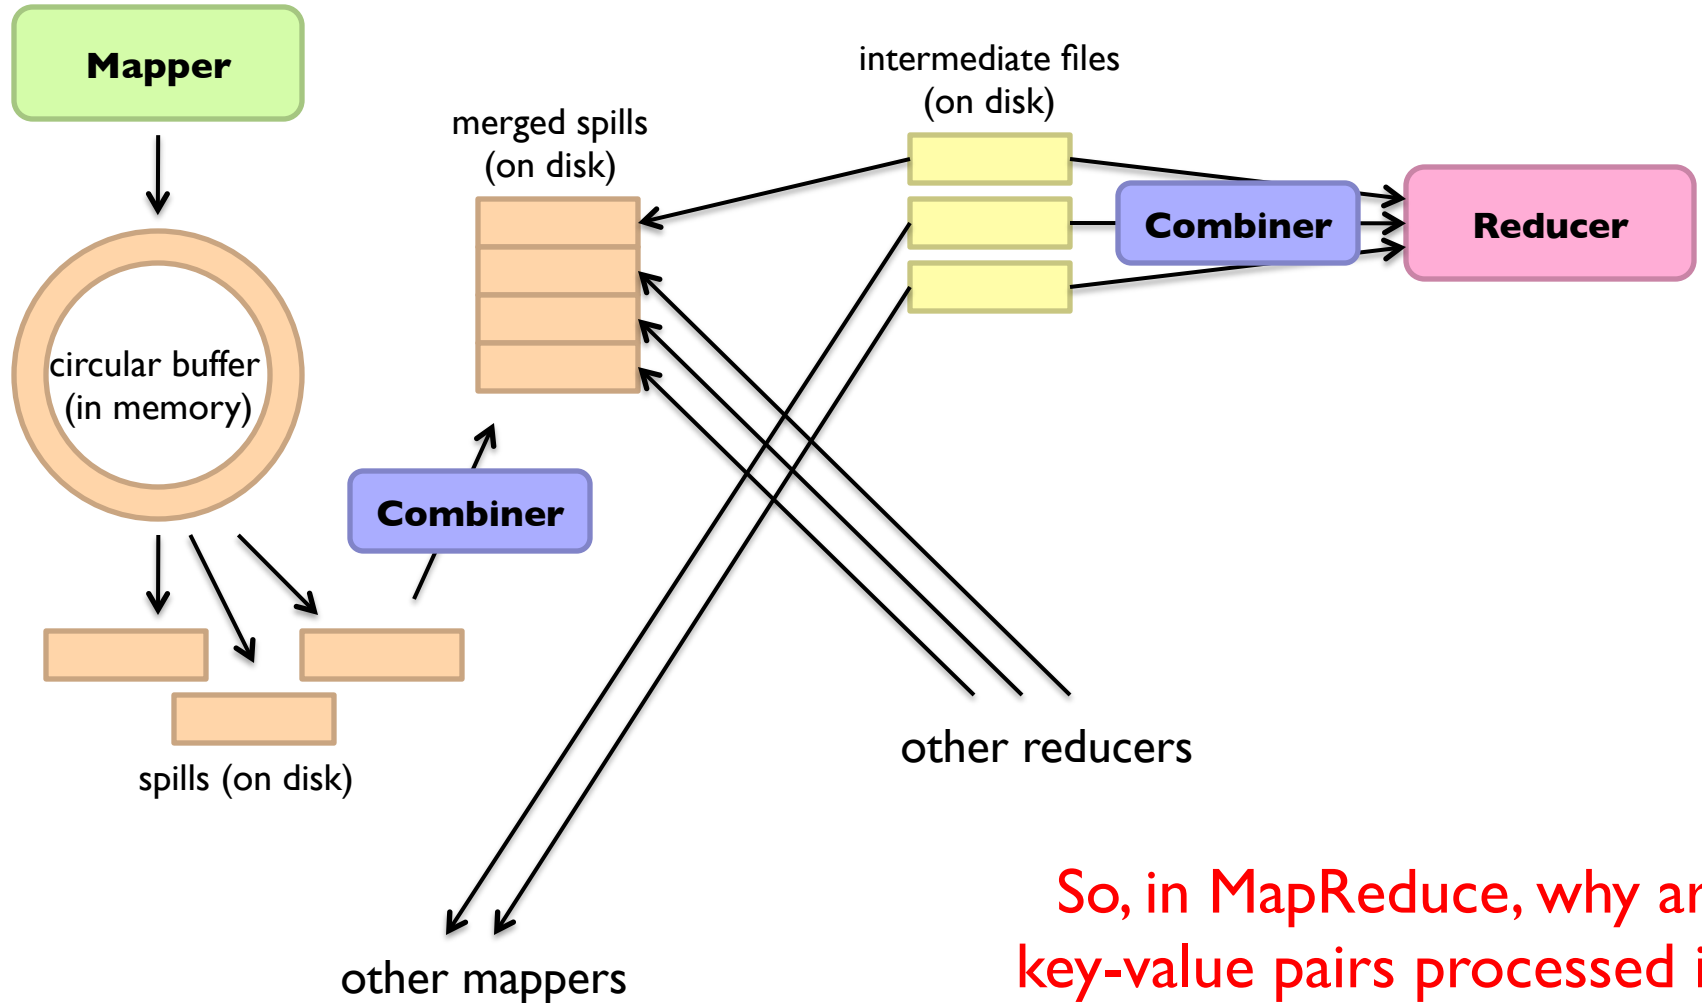 Mapper
circular buffer
(in memory)
spills (on disk)
Combiner
merged spills
(on disk)
intermediate files
(on disk)
Combiner
Reducer
other reducers
other mappers
So, in MapReduce, why
key-value pairs processed